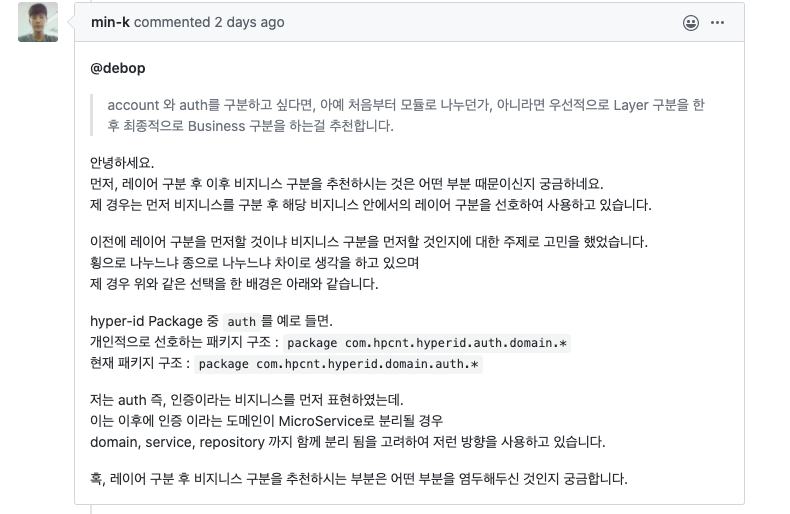 min-k commented 2 days ago
@debop
account 와 auth를 구분하고 싶다면, 아예 처음부터 모듈로 나누던가, 아니라면 우선적으로 Layer 구분을 한
후 최종적으로 Business 구분을 하는걸 추천합니다.
안녕하세요.
먼저, 레이어 구분 후 이후 비지니스 구분을 추천하시는 것은 어떤 부분 때문이신지 궁금하네요.
제 경우는 먼저 비지니스를 구분 후 해당 비지니스 안에서의 레이어 구분을 선호하여 사용하고 있습니다.
이전에 레이어 구분을 먼저할 것이냐 비지니스 구분을 먼저할 것인지에 대한 주제로 고민을 했었습니다.
횡으로 나누느냐 종으로 나누느냐 차이로 생각을 하고 있으며
제 경우 위와 같은 선택을 한 배경은 아래와 같습니다.
hyper-id Package 중 auth 를 예로 들면.
개인적으로 선호하는 패키지 구조 : package com.hpcnt.hyperid.auth.domain.*
현재 패키지 구조 : package com.hpcnt.hyperid.domain.auth.*
저는 auth 즉, 인증이라는 비지니스를 먼저 표현하였는데.
이는 이후에 인증 이라는 도메인이 MicroService로 분리될 경우
domain, service, repository 까지 함께 분리 됨을 고려하여 저런 방향을 사용하고 있습니다.
혹, 레이어 구분 후 비지니스 구분을 추천하시는 부분은 어떤 부분을 염두해두신 것인지 궁금합니다.